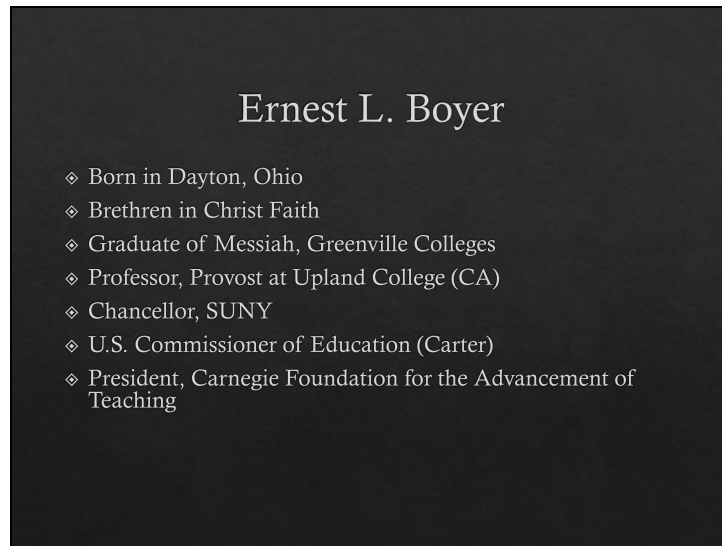 Ernest L. Boyer
Born in Dayton, Ohio
Brethren in Christ Faith
Graduate of Messiah, Greenville Colleges
Professor, Provost at Upland College (CA)
Chancellor, SUNY
U.S. Commissioner of Education (Carter)
President, Carnegie Foundation for the Advancement of
Teaching